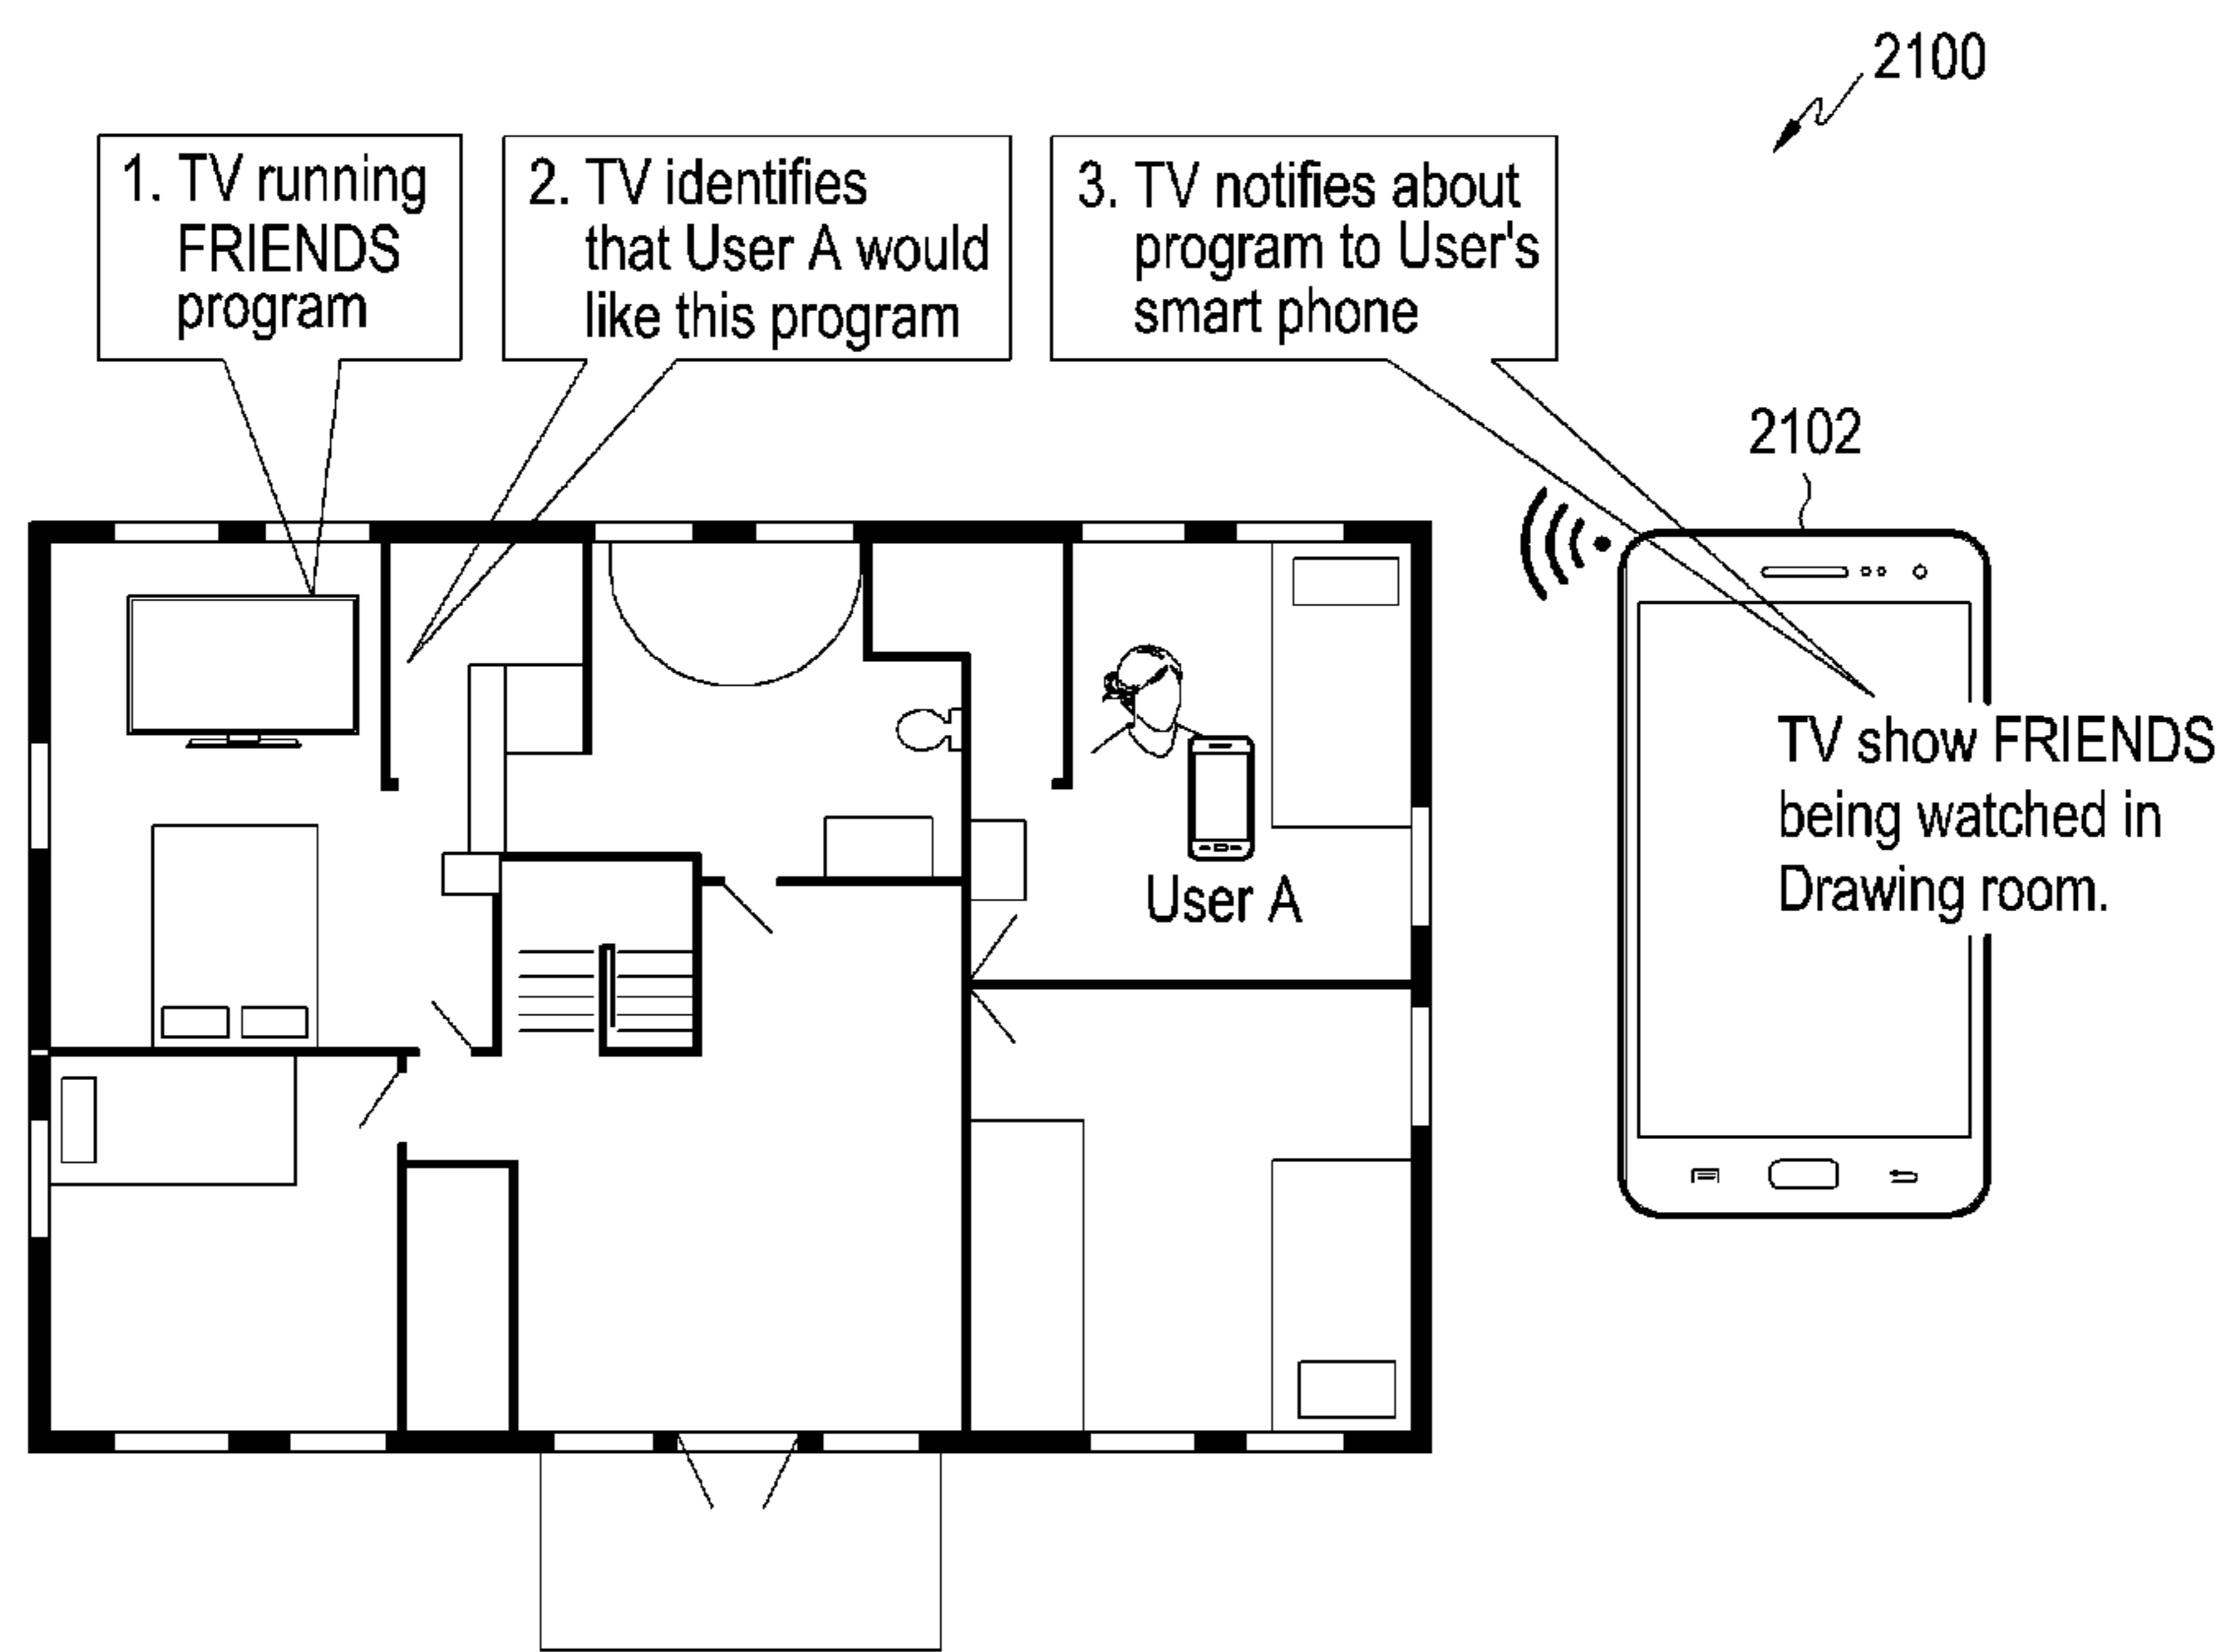 2100
1. TV running
FRIENDS
program
2. TV identifies
that User A would
like this program
3. TV notifies about
program to User's
smart phone
2102
TV show FRIENDS
being watched in
Drawing room.
User A